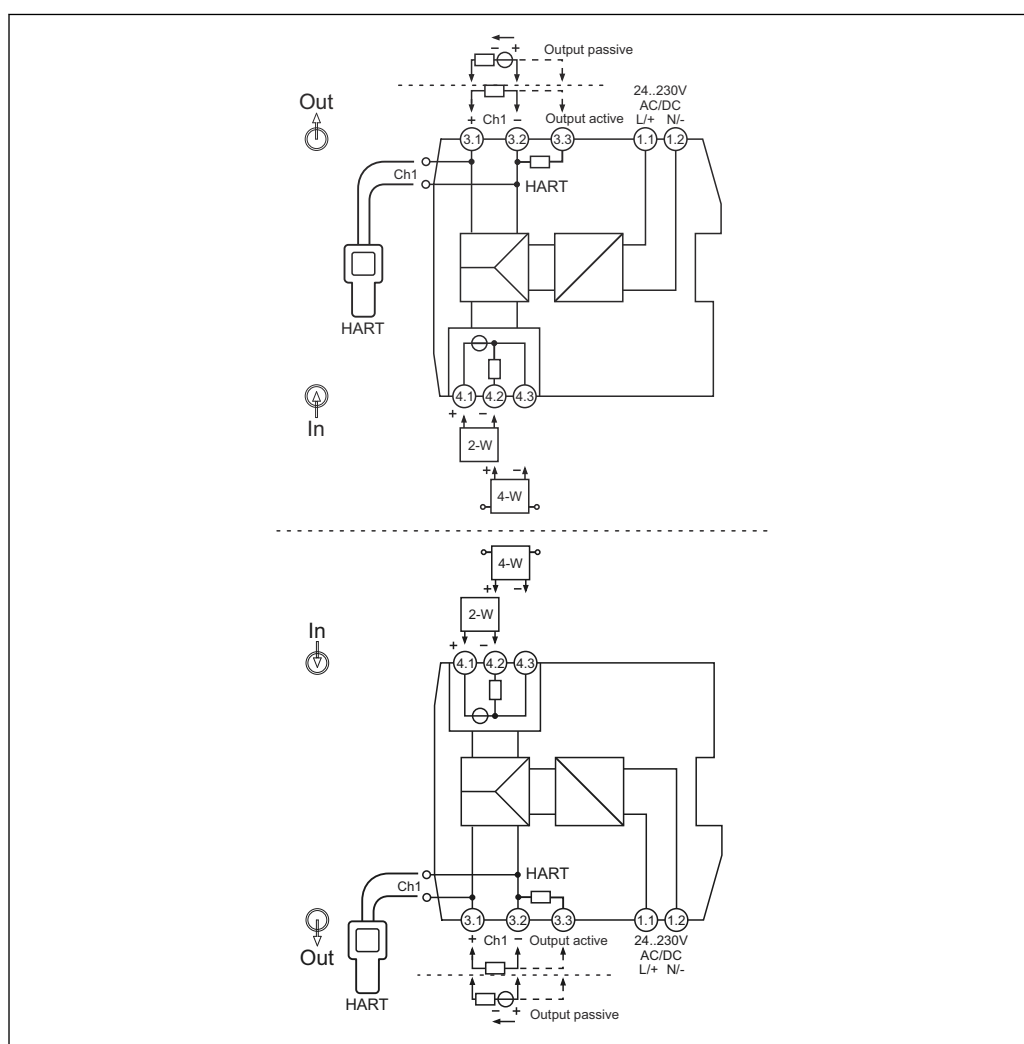 − +
Output passive
24..230V
AC/DC
L/+ N/-
Out
+ Ch1 −
Output active
3.1 3.2 3.3 1.1 1.2
Ch1
HART
HART
4.1 4.2 4.3
+ −
In
2-W
+ −
4-W
4-W
+ −
2-W
In
+ −
4.1 4.2 4.3
HART
Ch1
3.1 3.2 3.3 1.1 1.2
+ Ch1 −
Output active
24..230V
AC/DC
L/+ N/-
Out
HART
− +
Output passive